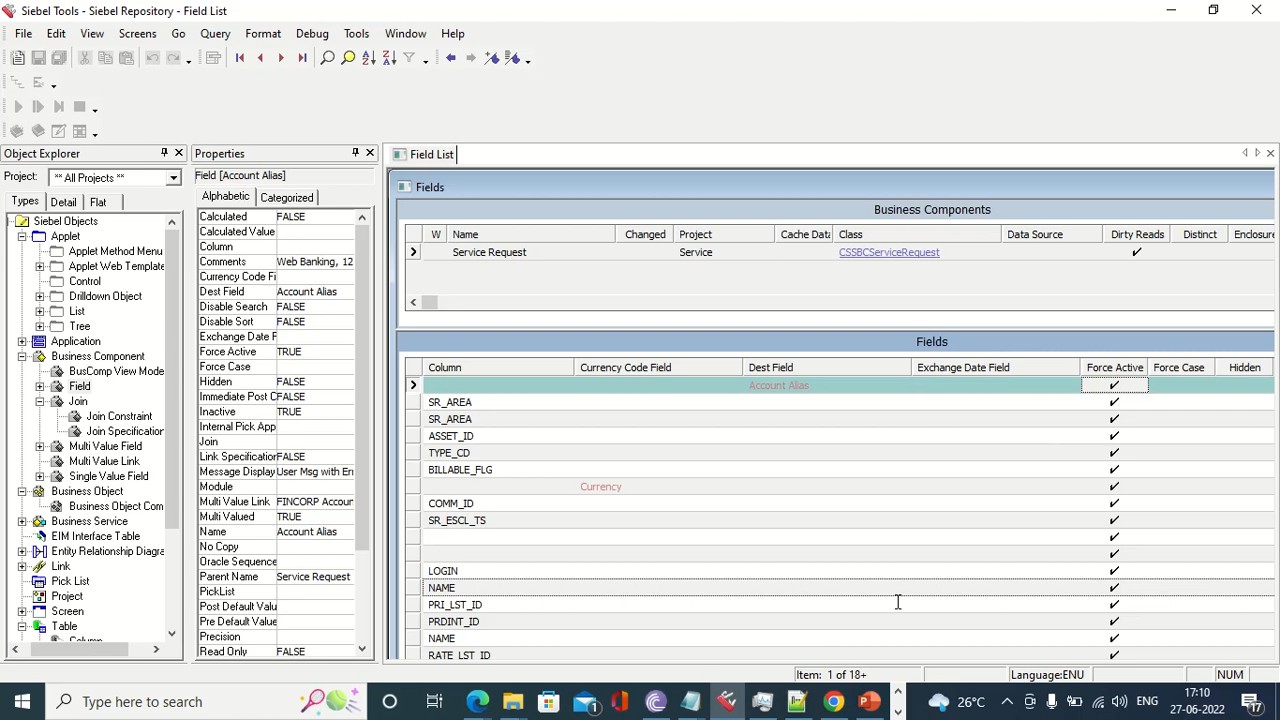 Siebel Tools - Siebel Repository - Field List
File Edit View Screens Go Query Format Debug Tools Window Help
Object Explorer
Project: ** All Projects **
Types Detail Flat
Siebel Objects
Applet
Applet Method Menu
Applet Web Template
Control
Drilldown Object
List
Tree
Application
Business Component
BusComp View Mode
Field
Join
Join Constraint
Join Specification
Multi Value Field
Multi Value Link
Single Value Field
Business Object
Business Object Com
Business Service
EIM Interface Table
Entity Relationship Diagra
Link
Pick List
Project
Screen
Table
Column
Properties
Field [Account Alias]
Alphabetic Categorized
Calculated FALSE
Calculated Value
Column
Comments Web Banking, 12
Currency Code Fi
Dest Field Account Alias
Disable Search FALSE
Disable Sort FALSE
Exchange Date F
Force Active TRUE
Force Case
Hidden FALSE
Immediate Post C FALSE
Inactive TRUE
Internal Pick App
Join
Link Specification FALSE
Message Display User Msg with Err
Module
Multi Value Link FINCORP Accoun
Multi Valued TRUE
Name Account Alias
No Copy
Oracle Sequence
Parent Name Service Request
PickList
Post Default Value
Pre Default Value
Precision
Read Only FALSE
Field List
Fields
Business Components
W Name Changed Project Cache Data Class Data Source Dirty Reads Distinct Enclosure
Service Request Service CSSBCServiceRequest
Fields
Column Currency Code Field Dest Field Exchange Date Field Force Active Force Case Hidden
Account Alias
SR_AREA
SR_AREA
ASSET_ID
TYPE_CD
BILLABLE_FLG
Currency
COMM_ID
SR_ESCL_TS
LOGIN
NAME
PRI_LST_ID
PRDINT_ID
NAME
RATE_LST_ID
Item: 1 of 18+ Language:ENU NUM
Type here to search
1
26°C
ENG
17:10
27-06-2022
17